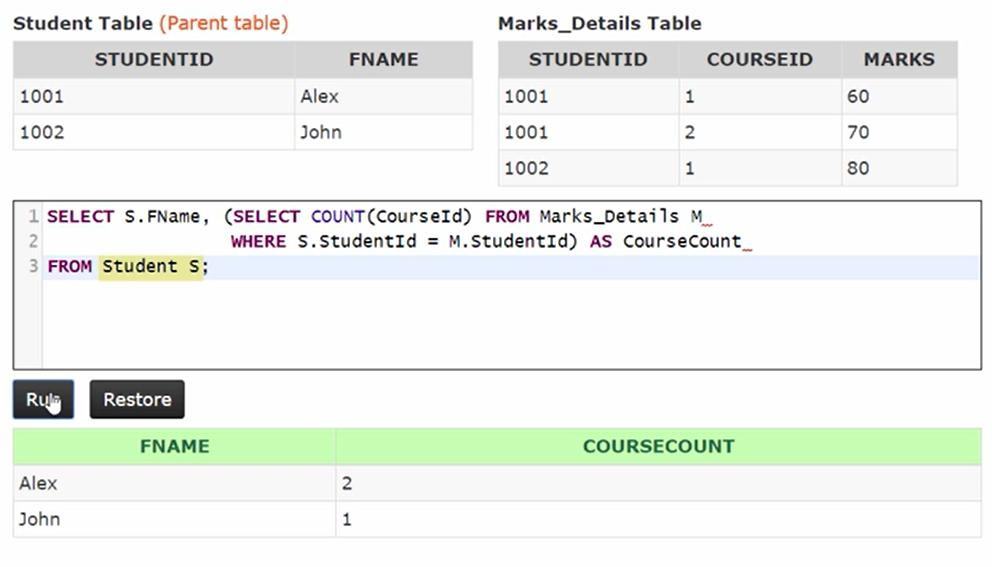 Student Table (Parent table)
STUDENTID FNAME
1001 Alex
1002 John
Marks_Details Table
STUDENTID COURSEID MARKS
1001 1 60
1001 2 70
1002 1 80
1 SELECT S.FName, (SELECT COUNT(CourseId) FROM Marks_Details M
2 WHERE S.StudentId = M.StudentId) AS CourseCount
3 FROM Student S;
Restore
FNAME COURSECOUNT
Alex 2
John 1